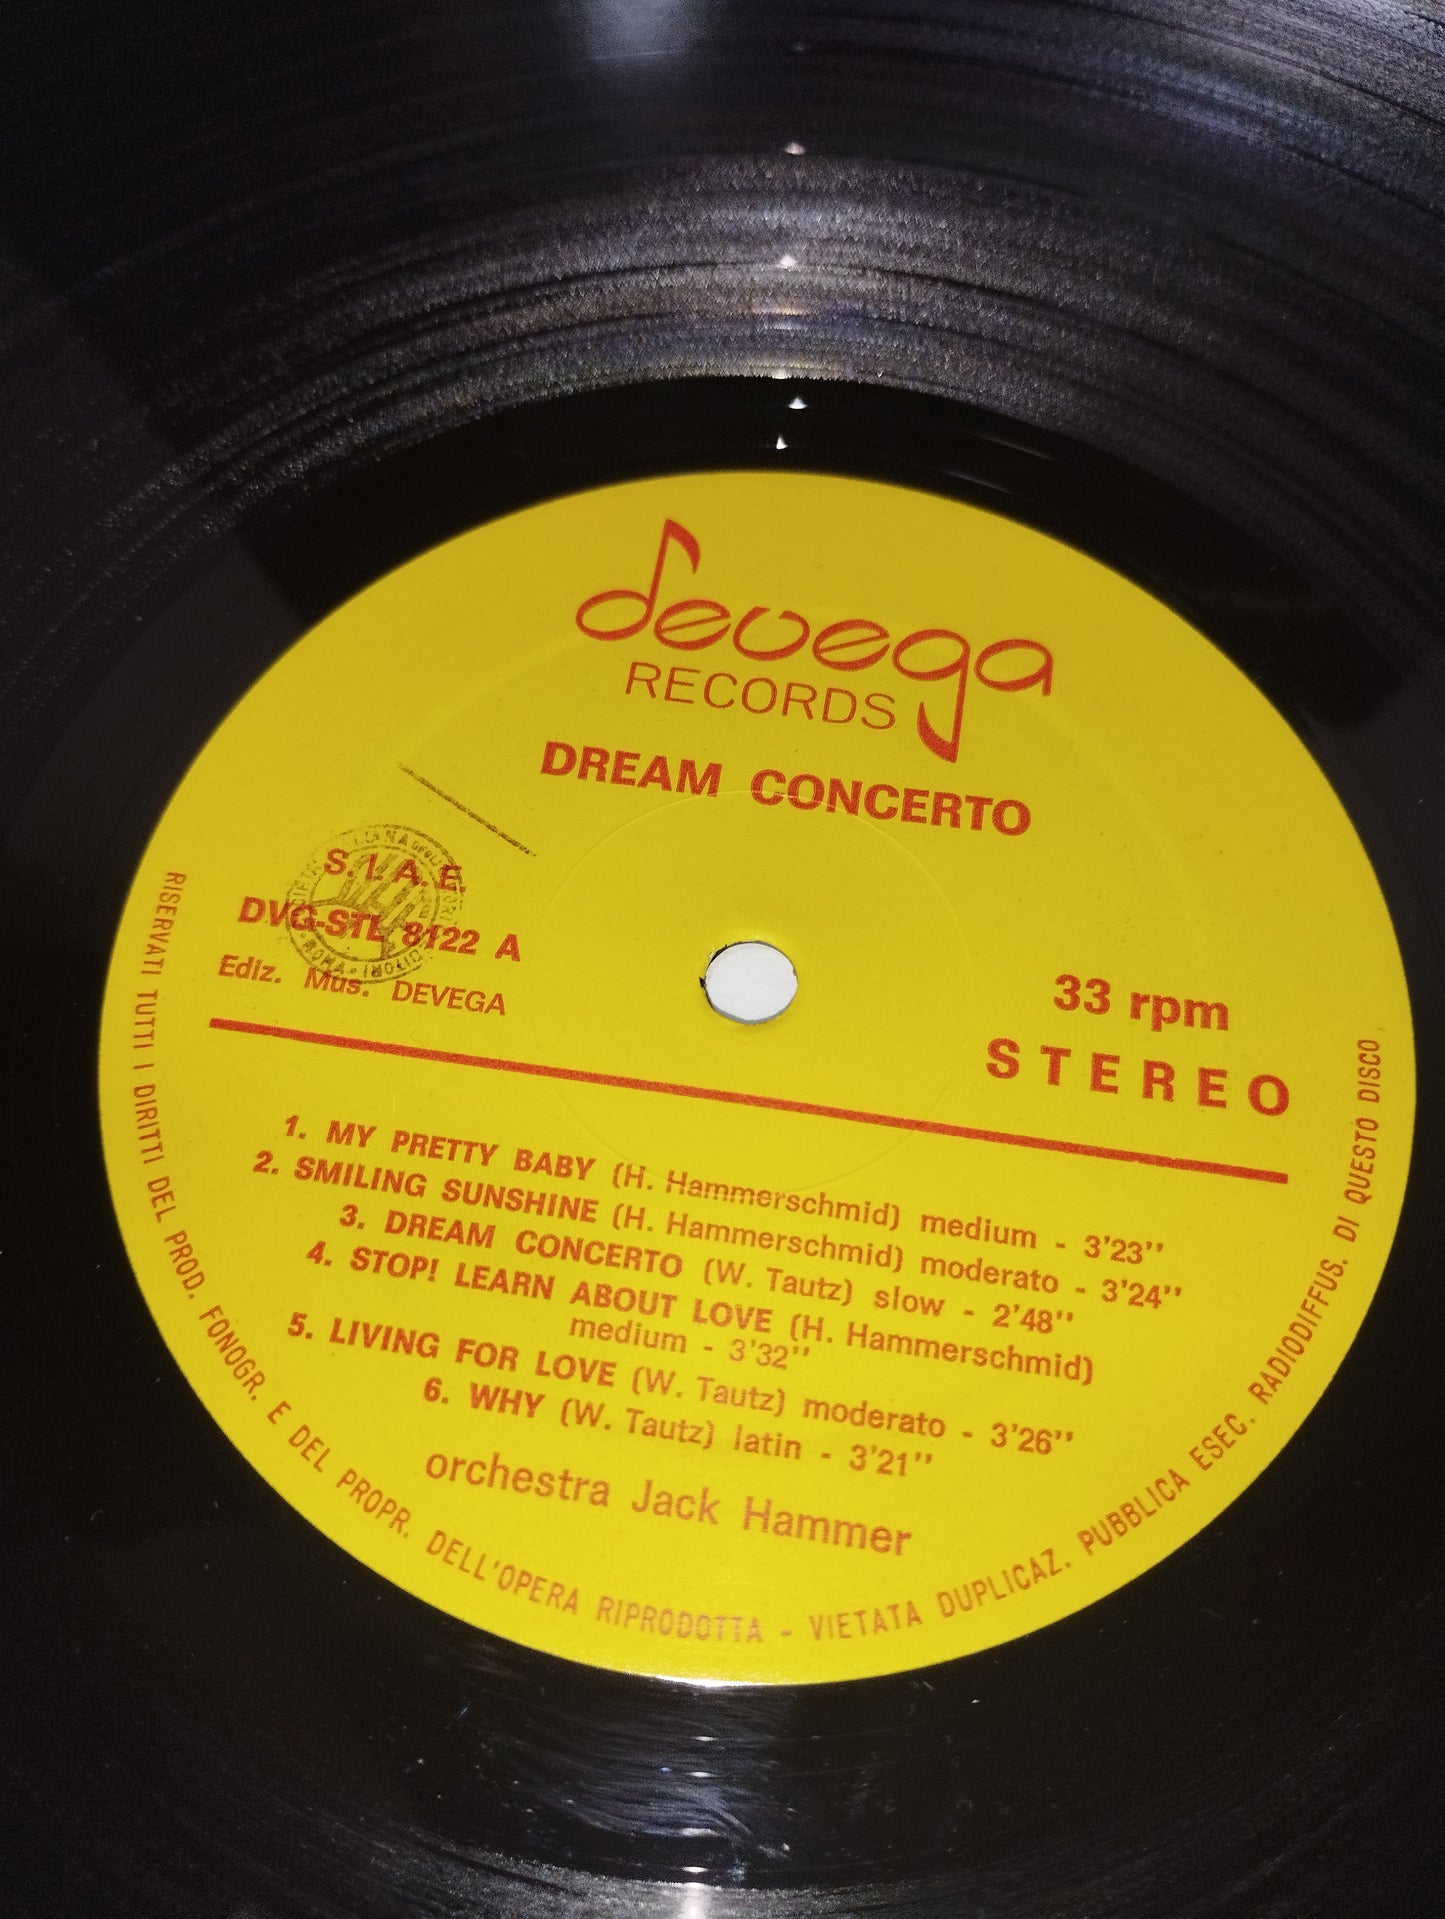 devega
RECORDS
DREAM CONCERTO
S. I. A. E.
DVG-STL 8122 A
Ediz. Mus. DEVEGA
33 rpm
STEREO
1. MY PRETTY BABY (H. Hammerschmid) medium - 3'23''
2. SMILING SUNSHINE (H. Hammerschmid) moderato - 3'24''
3. DREAM CONCERTO (W. Tautz) slow - 2'48''
4. STOP! LEARN ABOUT LOVE (H. Hammerschmid)
medium - 3'32''
5. LIVING FOR LOVE (W. Tautz) moderato - 3'26''
6. WHY (W. Tautz) latin - 3'21''
orchestra Jack Hammer
RISERVATI TUTTI I DIRITTI DEL PROD. FONOGR. E DEL PROPR. DELL'OPERA RIPRODOTTA - VIETATA DUPLICAZ. PUBBLICA ESEC. RADIODIFFUS. DI QUESTO DISCO